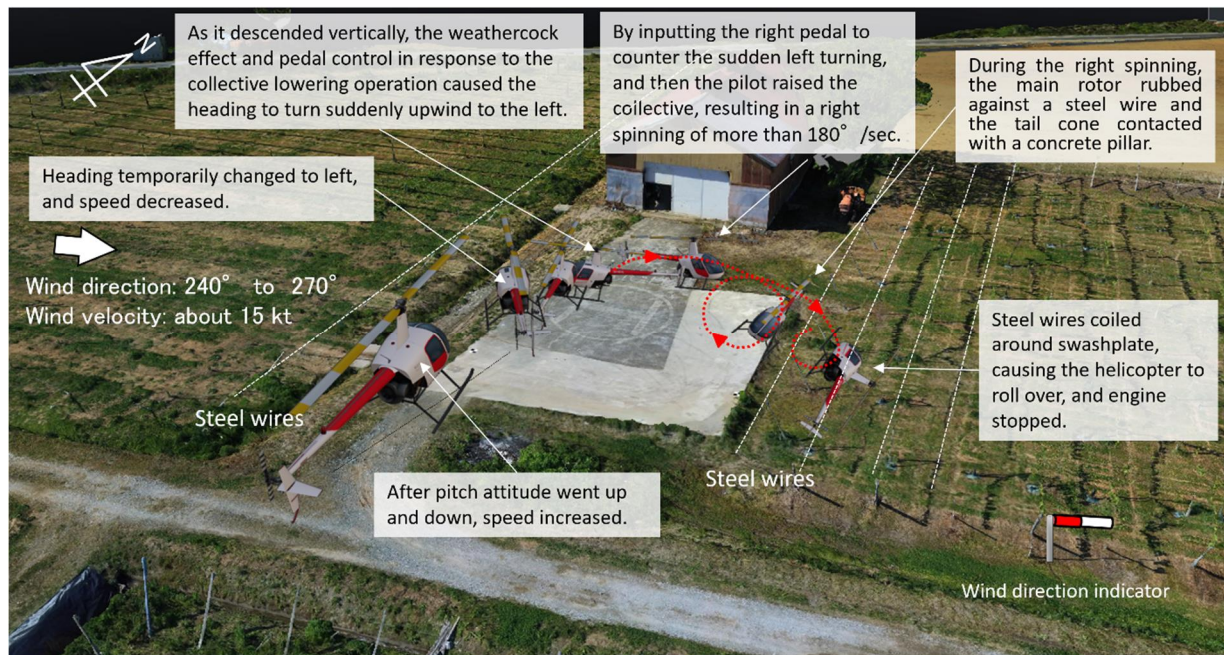 N
As it descended vertically, the weathercock
effect and pedal control in response to the
collective lowering operation caused the
heading to turn suddenly upwind to the left.
By inputting the right pedal to
counter the sudden left turning,
and then the pilot raised the
coilective, resulting in a right
spinning of more than 180° /sec.
During the right spinning,
the main rotor rubbed
against a steel wire and
the tail cone contacted
with a concrete pillar.
Heading temporarily changed to left,
and speed decreased.
Wind direction: 240° to 270°
Wind velocity: about 15 kt
Steel wires
Steel wires coiled
around swashplate,
causing the helicopter to
roll over, and engine
stopped.
Steel wires
After pitch attitude went up
and down, speed increased.
Wind direction indicator